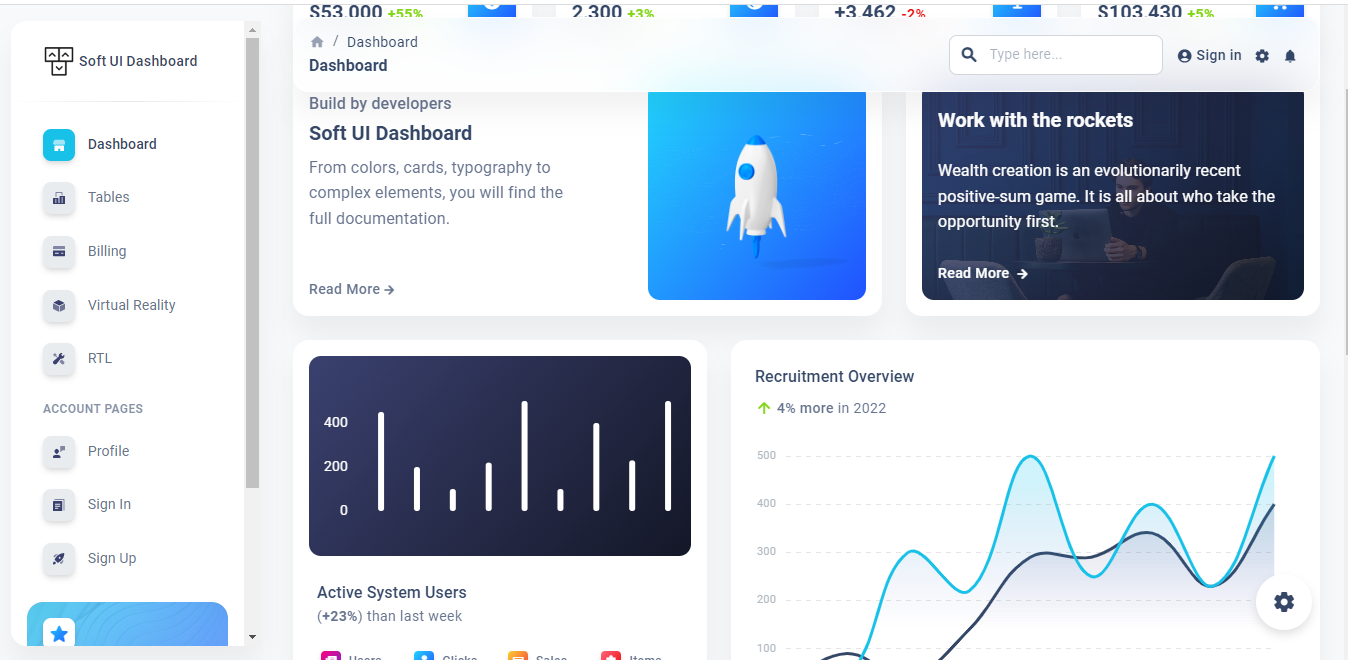 $53,000 +55%
2,300 +3%
+3,462 -2%
$103,430 +5%
Soft UI Dashboard
/ Dashboard
Dashboard
Type here...
Sign in
Dashboard
Tables
Billing
Virtual Reality
RTL
ACCOUNT PAGES
Profile
Sign In
Sign Up
Build by developers
Soft UI Dashboard
From colors, cards, typography to
complex elements, you will find the
full documentation.
Read More
Work with the rockets
Wealth creation is an evolutionarily recent
positive-sum game. It is all about who take the
opportunity first.
Read More
400
200
0
Active System Users
(+23%) than last week
Users
Clicks
Sales
Items
Recruitment Overview
4% more in 2022
500
400
300
200
100